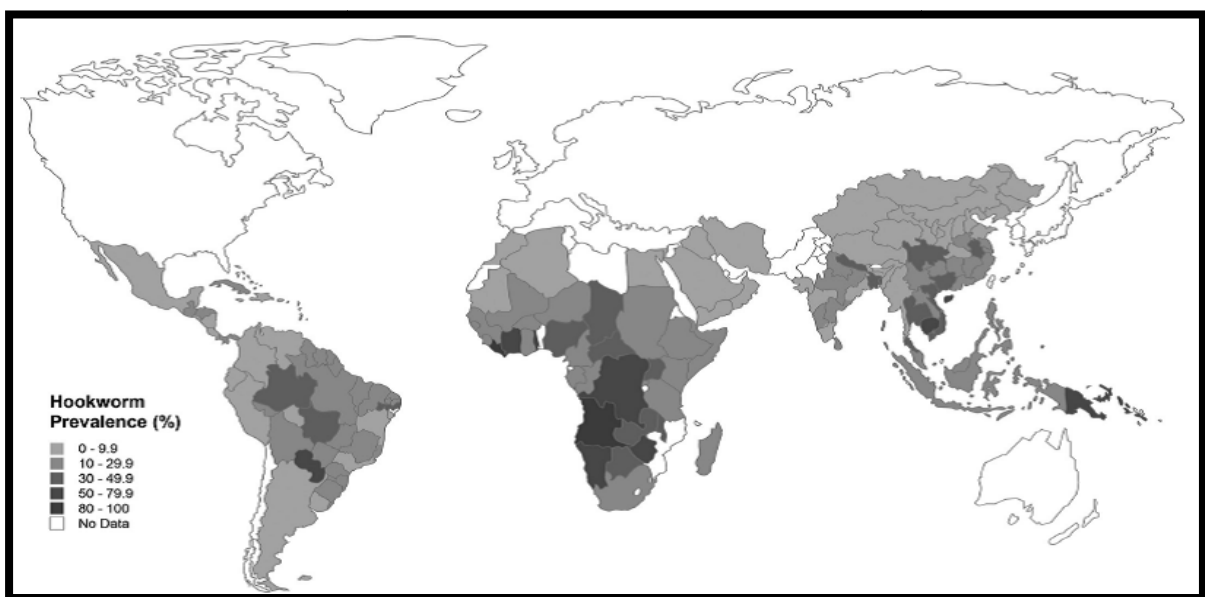 Hookworm
Prevalence (%)
0 - 9.9
10 - 29.9
30 - 49.9
50 - 79.9
80 - 100
No Data